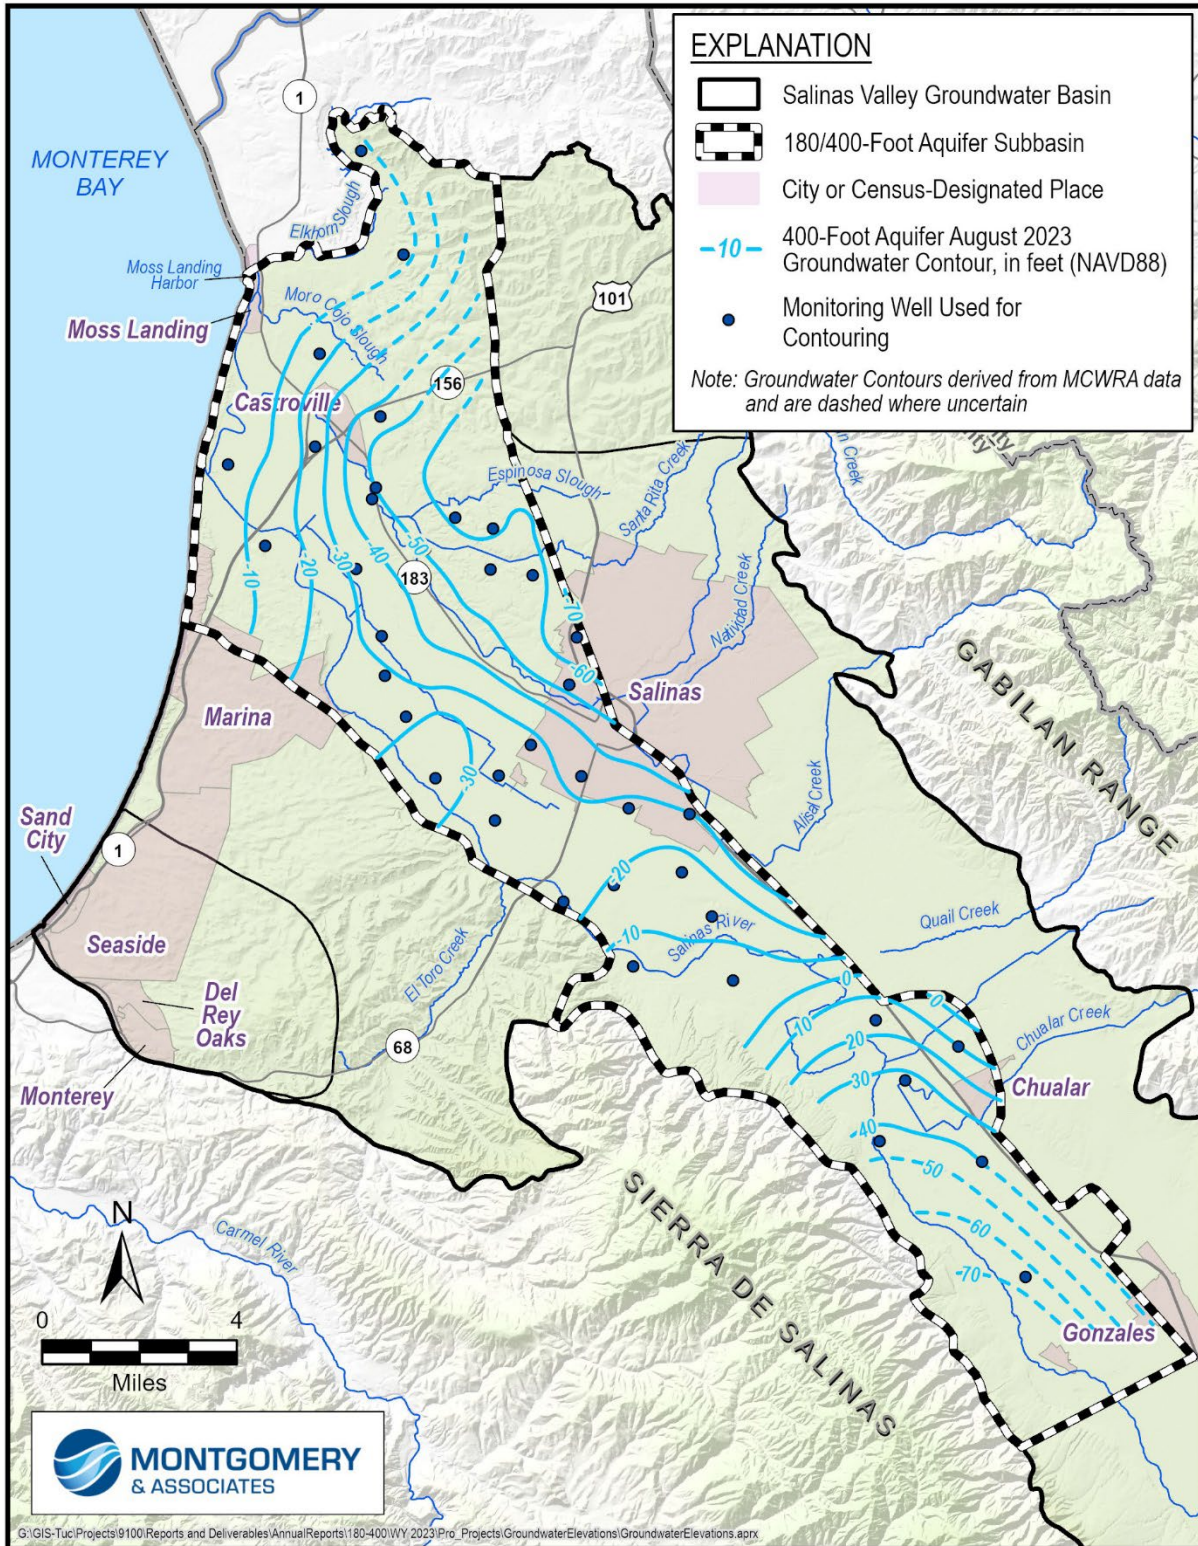 EXPLANATION
Salinas Valley Groundwater Basin
180/400-Foot Aquifer Subbasin
City or Census-Designated Place
-10
400-Foot Aquifer August 2023
Groundwater Contour, in feet (NAVD88)
Monitoring Well Used for
Contouring
Note: Groundwater Contours derived from MCWRA data
and are dashed where uncertain
1
MONTEREY
BAY
Elkhorn Slough
Moss Landing
Harbor
101
Moss Landing
Moro Cojo Slough
156
Castroville
Espinosa Slough
Santa Rita Creek
Natividad Creek
-10
-20
-30
-40
-50
183
-70
-60
GABILAN RANGE
Salinas
Marina
-30
Alisal Creek
Sand
City
1
-20
Quail Creek
Seaside
-10
Salinas River
El Toro Creek
0
0
Del
Rey
Oaks
10
20
Chualar Creek
68
30
Chualar
Monterey
40
50
SIERRA DE SALINAS
60
70
Carmel River
N
Gonzales
0
4
Miles
MONTGOMERY
& ASSOCIATES
G:\GIS-Tuc\Projects\9100\Reports and Deliverables\AnnualReports\180-400\WY 2023\Pro_Projects\GroundwaterElevations\GroundwaterElevations.aprx